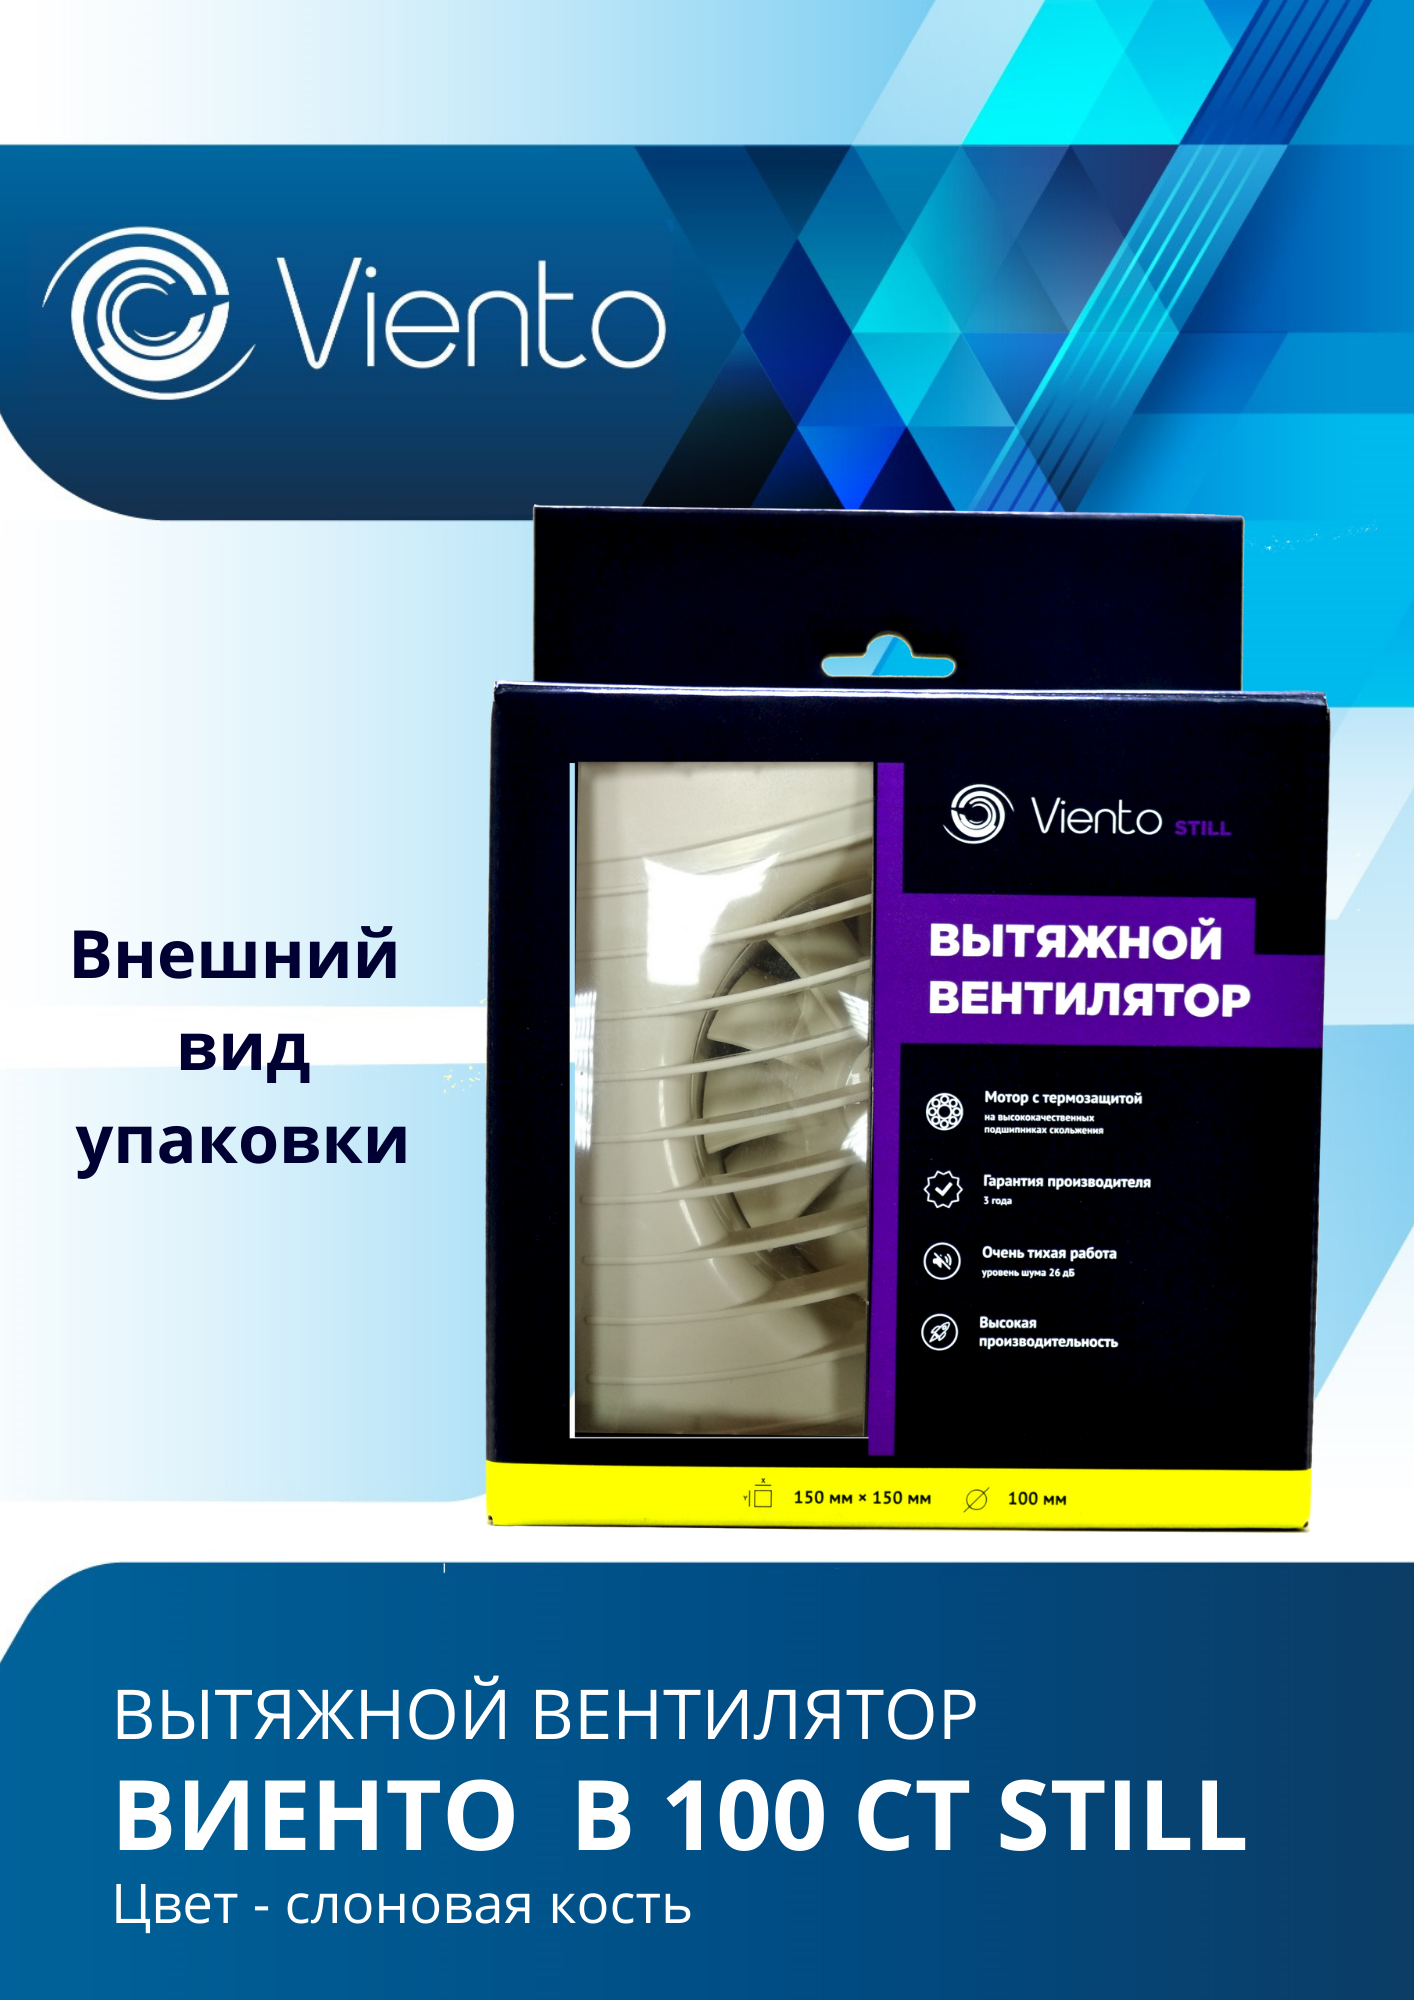 Viento
Внешний
вид
упаковки
Viento STILL
ВЫТЯЖНОЙ
ВЕНТИЛЯТОР
Мотор с термозащитой
на высококачественных
подшипниках скольжения
Гарантия производителя
3 года
Очень тихая работа
уровень шума 26 дБ
Высокая
производительность
X
Y
150 мм × 150 мм
100 мм
ВЫТЯЖНОЙ ВЕНТИЛЯТОР
ВИЕНТО В 100 СТ STILL
Цвет - слоновая кость